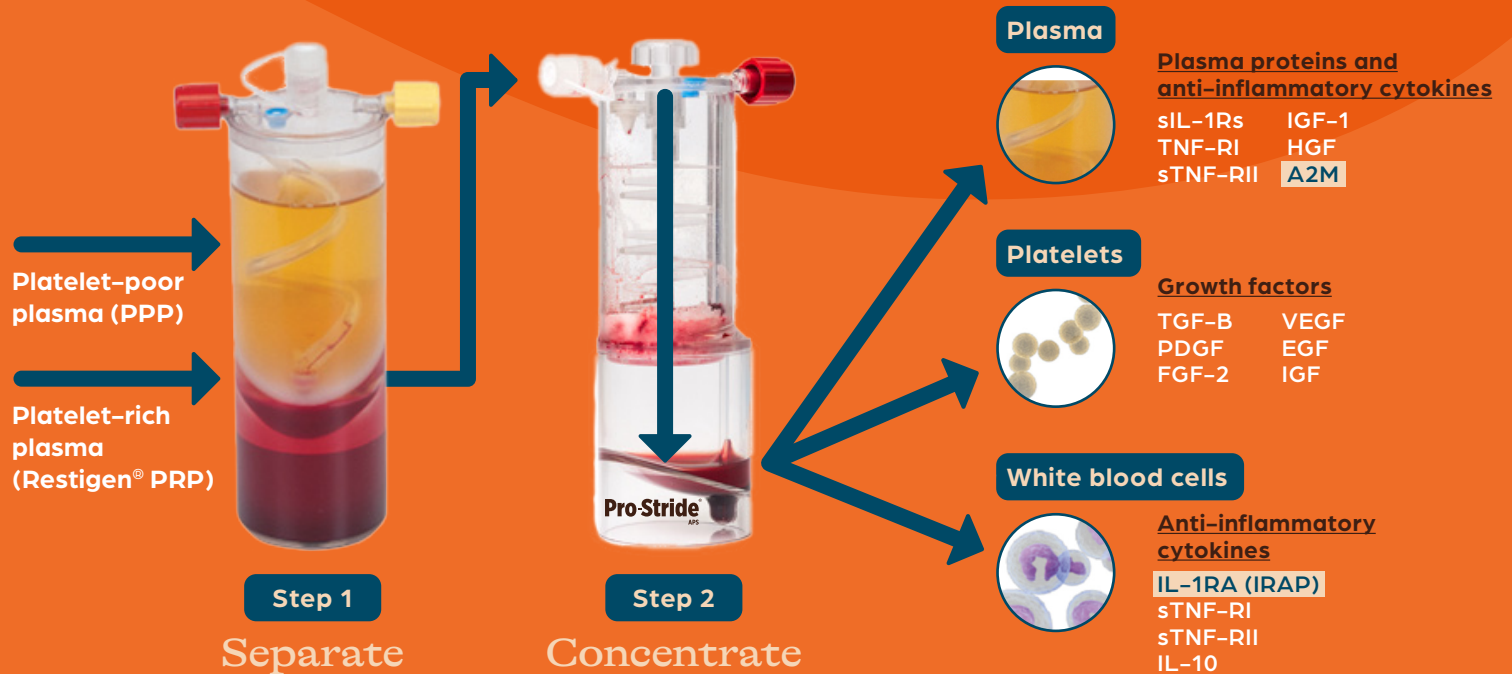 Platelet-poor
plasma (PPP)
Platelet-rich
plasma
(Restigen® PRP)
Step 1
Separate
Pro-Stride®
APS
Step 2
Concentrate
Plasma
Plasma proteins and
anti-inflammatory cytokines
sIL-1Rs IGF-1
TNF-RI HGF
sTNF-RII A2M
Platelets
Growth factors
TGF-B VEGF
PDGF EGF
FGF-2 IGF
White blood cells
Anti-inflammatory
cytokines
IL-1RA (IRAP)
sTNF-RI
sTNF-RII
IL-10